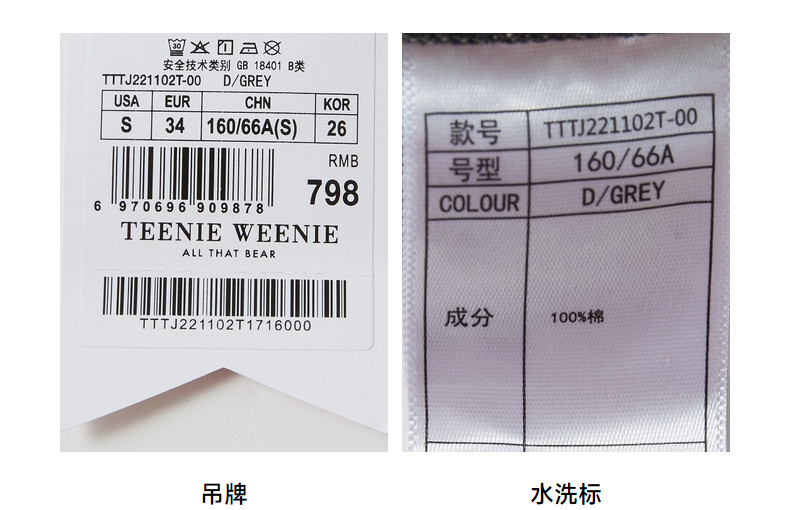 30
安全技术类别 GB 18401 B类
TTTJ221102T-00 D/GREY
USA EUR CHN KOR
S 34 160/66A(S) 26
RMB
798
6 970696 909878
TEENIE WEENIE
ALL THAT BEAR
TTTJ221102T1716000
吊牌
款号 TTTJ221102T-00
号型 160/66A
COLOUR D/GREY
成分 100%棉
水洗标